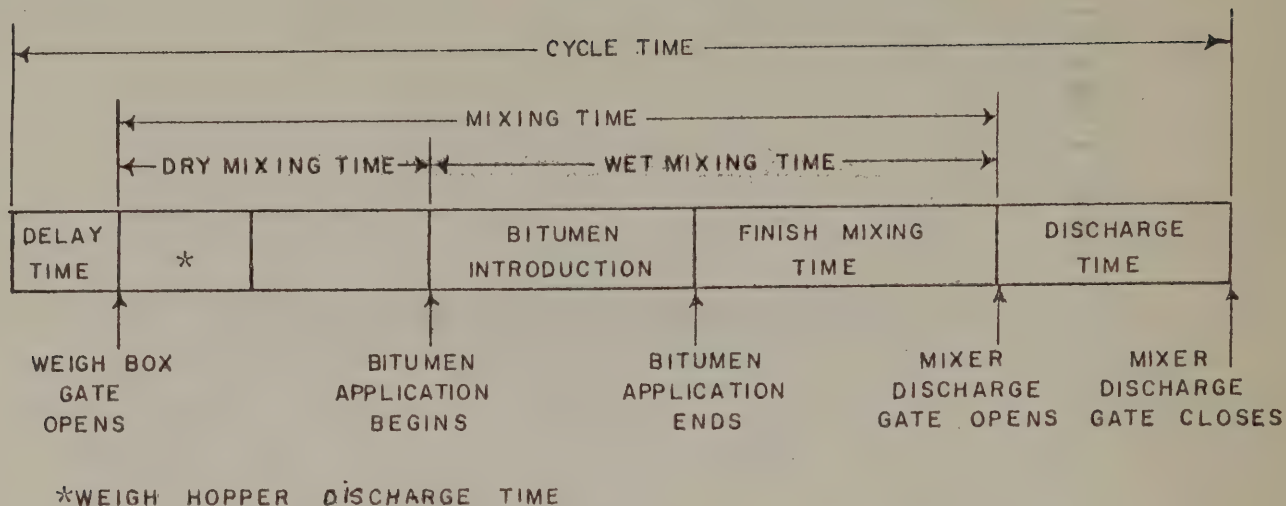 CYCLE TIME
MIXING TIME
DRY MIXING TIME
WET MIXING TIME
DELAY
TIME
*
BITUMEN
INTRODUCTION
FINISH MIXING
TIME
DISCHARGE
TIME
WEIGH BOX
GATE
OPENS
BITUMEN
APPLICATION
BEGINS
BITUMEN
APPLICATION
ENDS
MIXER
DISCHARGE
GATE OPENS
MIXER
DISCHARGE
GATE CLOSES
*WEIGH HOPPER DISCHARGE TIME